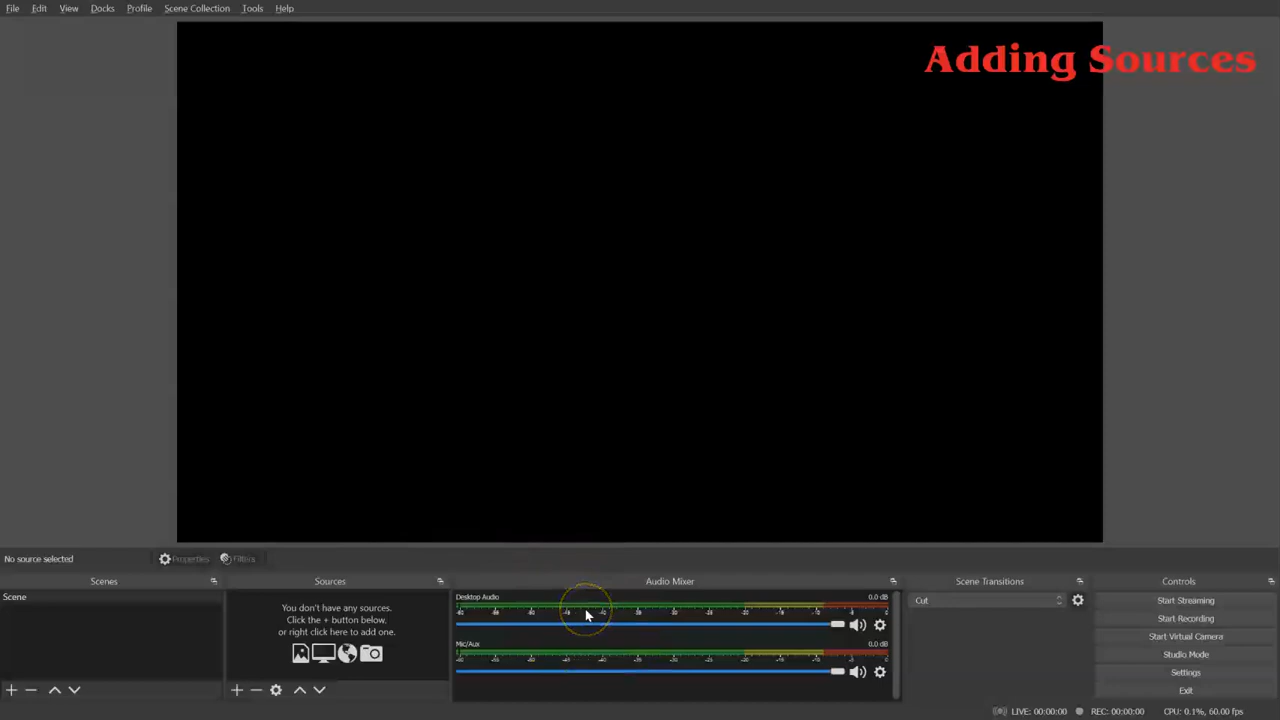 File Edit View Docks Profile Scene Collection Tools Help
Adding Sources
No source selected Properties Filters
Scenes Sources Audio Mixer Scene Transitions Controls
Scene
You don't have any sources.
Click the + button below,
or right click here to add one.
Desktop Audio 0.0 dB
Mic/Aux 0.0 dB
Cut
Start Streaming
Start Recording
Start Virtual Camera
Studio Mode
Settings
Exit
LIVE: 00:00:00 REC: 00:00:00 CPU: 0.1%, 60.00 fps